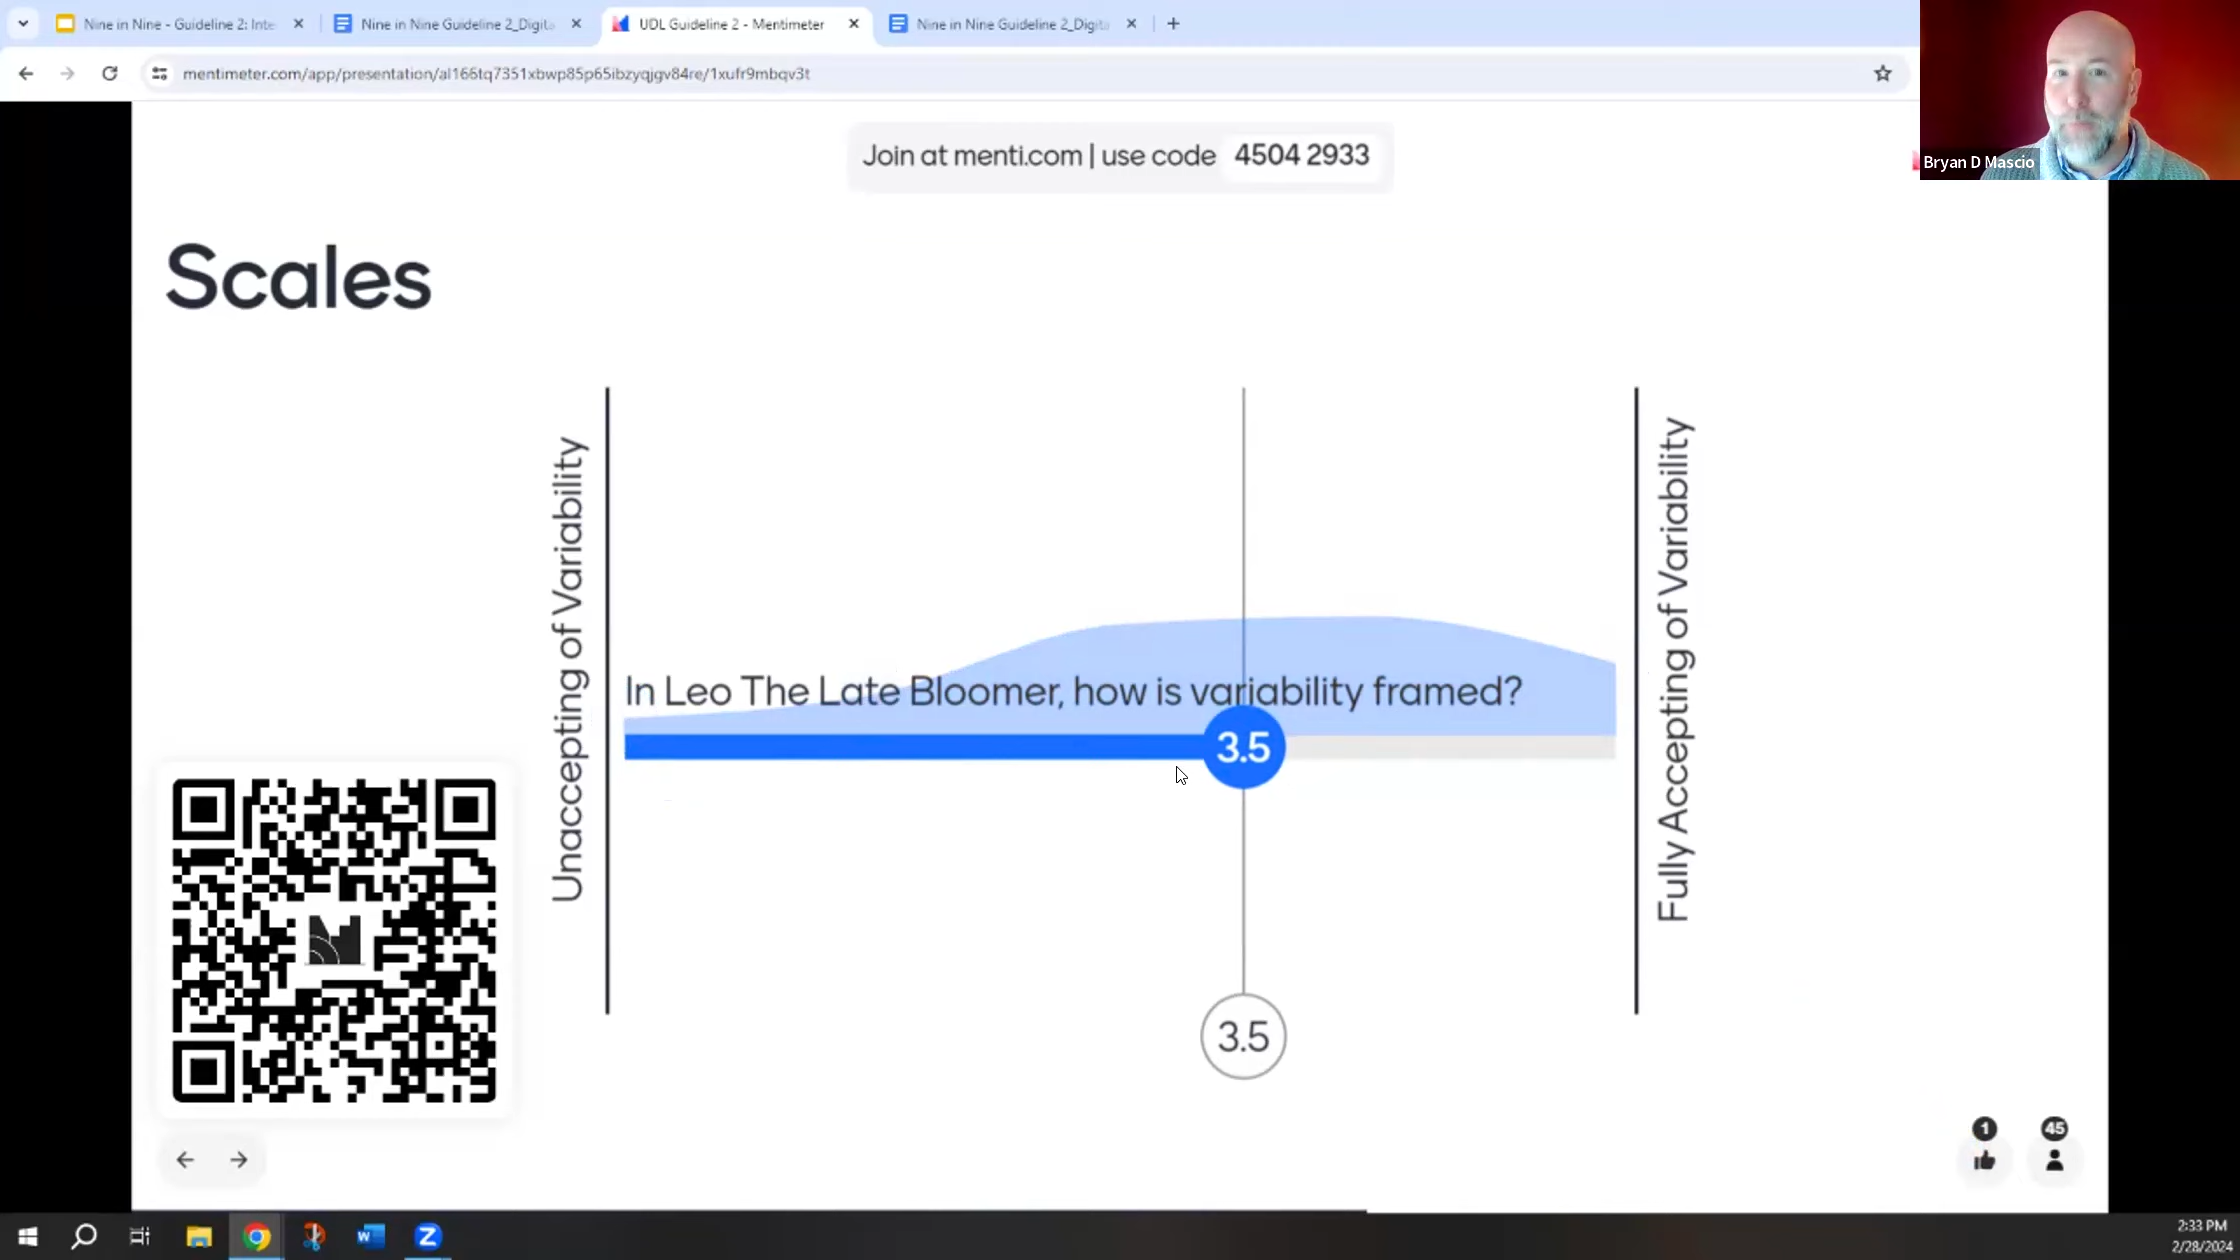 Nine in Nine - Guideline 2: Inte
Nine in Nine Guideline 2_Digita
UDL Guideline 2 - Mentimeter
Nine in Nine Guideline 2_Digita
mentimeter.com/app/presentation/al166tq7351xbwp85p65ibzyqjgv84re/1xufr9mbqv3t
Bryan D Mascio
Join at menti.com | use code 4504 2933
Scales
Unaccepting of Variability
In Leo The Late Bloomer, how is variability framed?
3.5
Fully Accepting of Variability
3.5
1
45
2:33 PM
2/28/2024